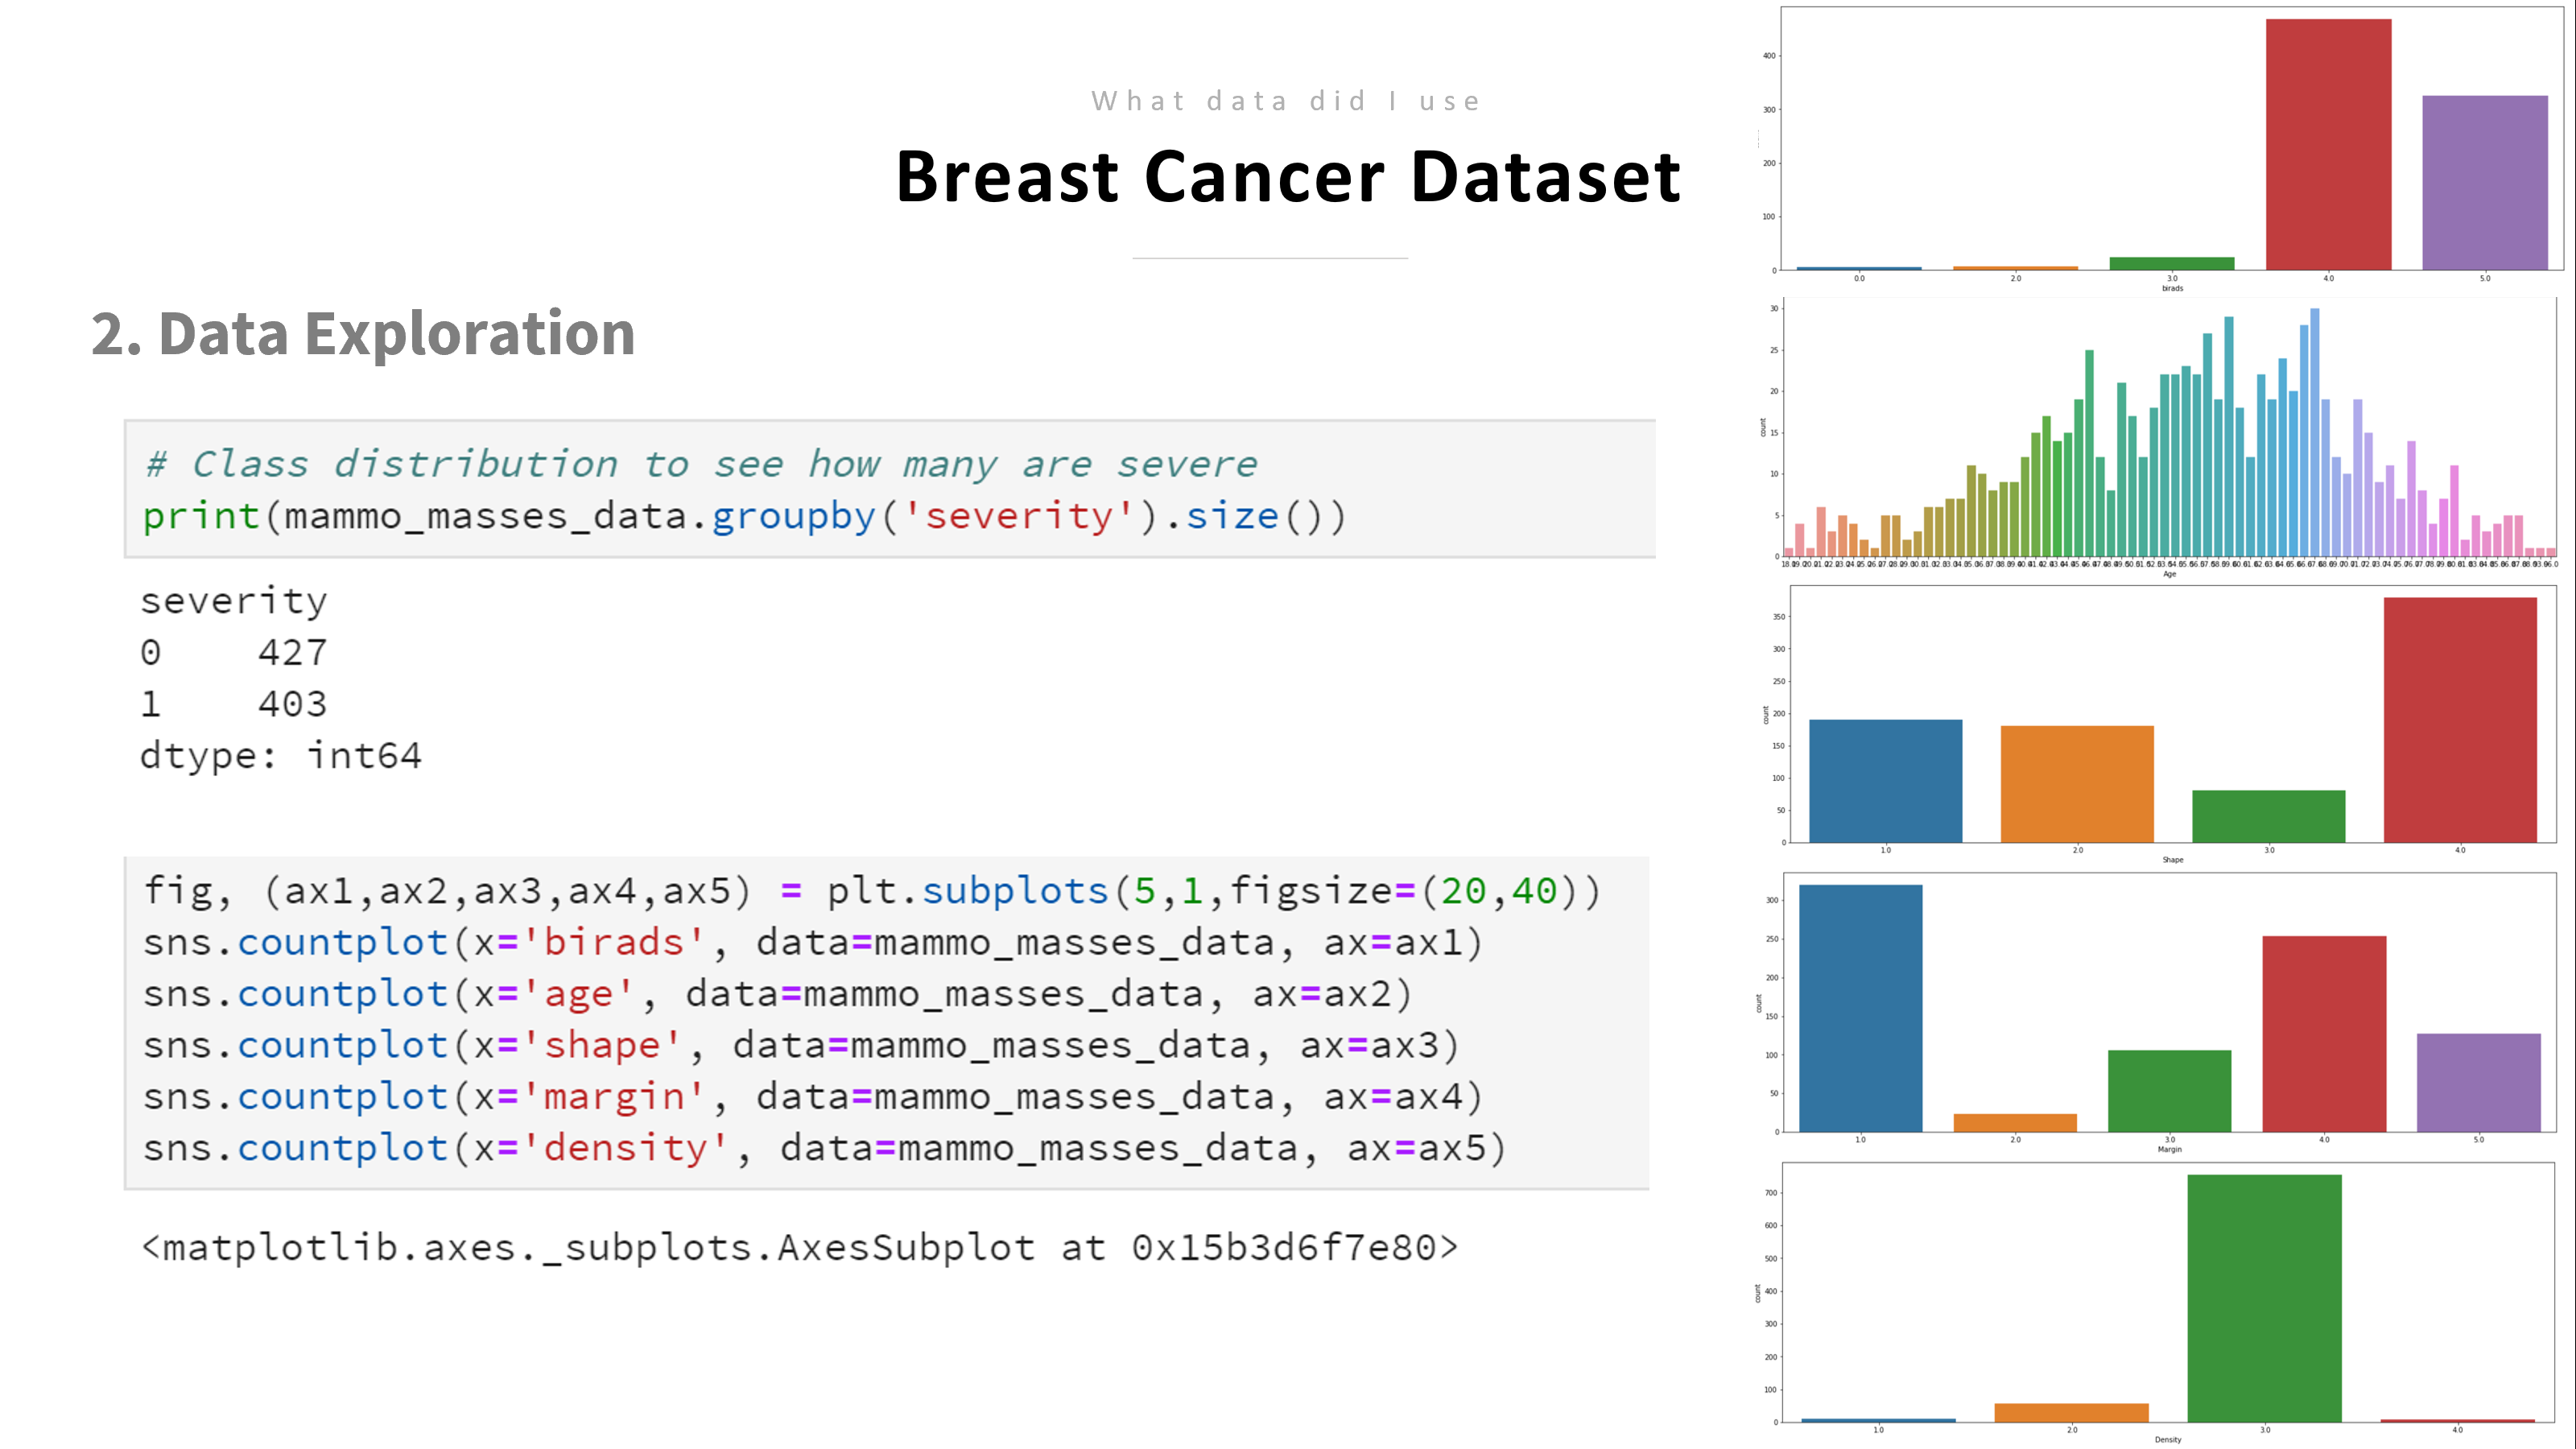 What data did I use
Breast Cancer Dataset
2. Data Exploration
# Class distribution to see how many are severe
print(mammo_masses_data.groupby('severity').size())
severity
0 427
1 403
dtype: int64
fig, (ax1,ax2,ax3,ax4,ax5) = plt.subplots(5,1,figsize=(20,40))
sns.countplot(x='birads', data=mammo_masses_data, ax=ax1)
sns.countplot(x='age', data=mammo_masses_data, ax=ax2)
sns.countplot(x='shape', data=mammo_masses_data, ax=ax3)
sns.countplot(x='margin', data=mammo_masses_data, ax=ax4)
sns.countplot(x='density', data=mammo_masses_data, ax=ax5)
<matplotlib.axes._subplots.AxesSubplot at 0x15b3d6f7e80>
400
300
200
100
0
0.0 2.0 3.0 4.0 5.0
birads
30
25
20
15
10
5
0
count
Age
350
300
250
200
150
100
50
0
count
1.0 2.0 3.0 4.0
Shape
300
250
200
150
100
50
0
count
1.0 2.0 3.0 4.0 5.0
Margin
700
600
500
400
300
200
100
0
count
1.0 2.0 3.0 4.0
Density